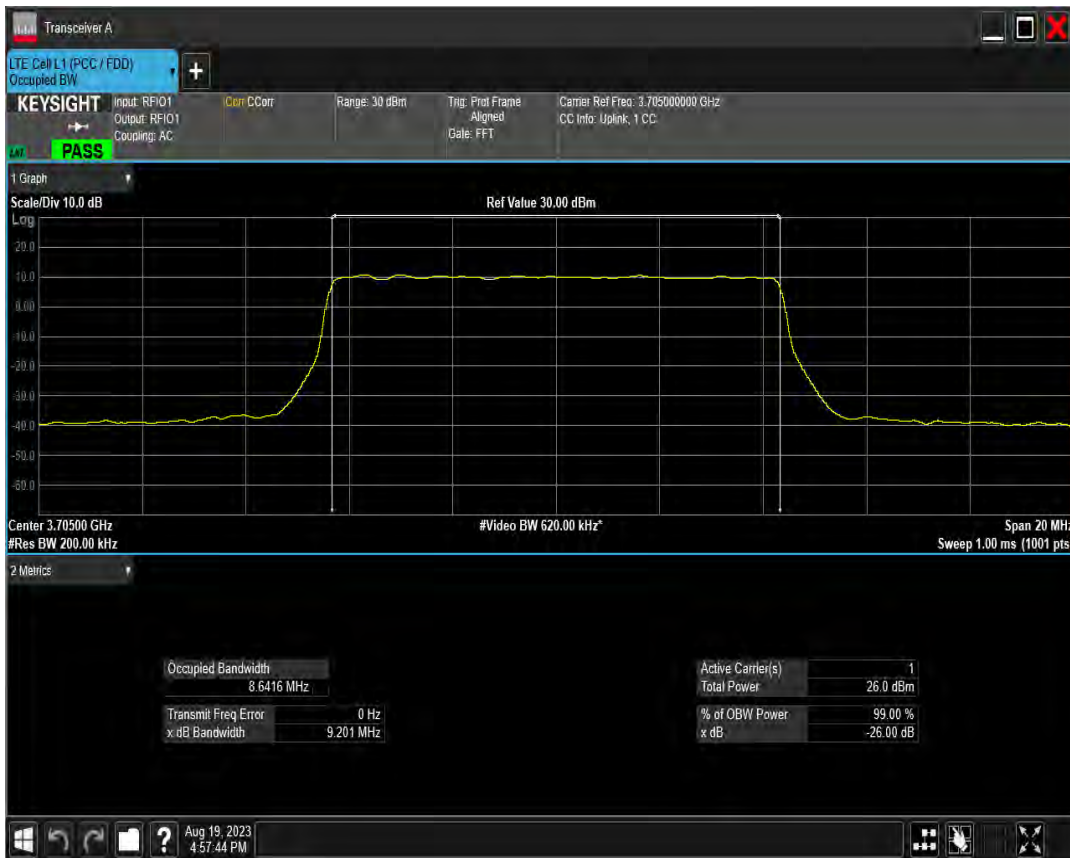 Transceiver A
LTE Cell L1 (PCC / FDD)
Occupied BW
+
KEYSIGHT Input: RFIO1 Corr CCorr Range: 30 dBm Trig: Prot Frame Carrier Ref Freq: 3.705000000 GHz
Output: RFIO1 Aligned CC Info: Uplink, 1 CC
Coupling: AC Gate: FFT
PASS
1 Graph
Scale/Div 10.0 dB Ref Value 30.00 dBm
Log
20.0
10.0
0.00
-10.0
-20.0
-30.0
-40.0
-50.0
-60.0
Center 3.70500 GHz #Video BW 620.00 kHz* Span 20 MHz
#Res BW 200.00 kHz Sweep 1.00 ms (1001 pts
2 Metrics
Occupied Bandwidth Active Carrier(s) 1
8.6416 MHz Total Power 26.0 dBm
Transmit Freq Error 0 Hz % of OBW Power 99.00 %
x dB Bandwidth 9.201 MHz x dB -26.00 dB
? Aug 19, 2023
4:57:44 PM